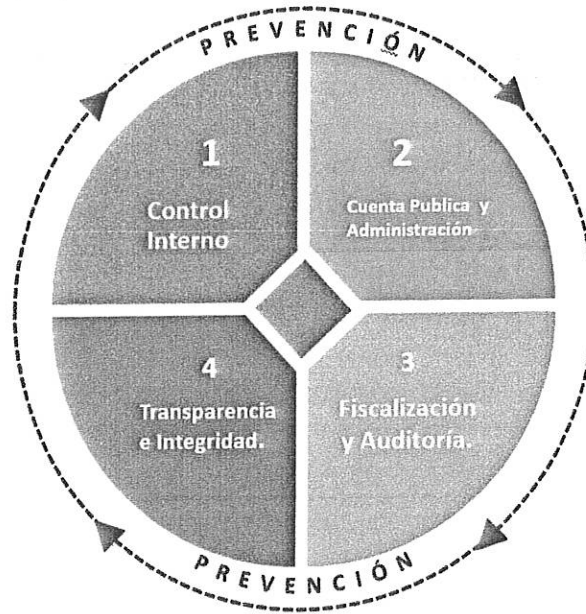 PREVENCIÓN
1
Control
Interno
2
Cuenta Publica y
Administración
3
Fiscalización
y Auditoría.
4
Transparencia
e Integridad.
PREVENCIÓN